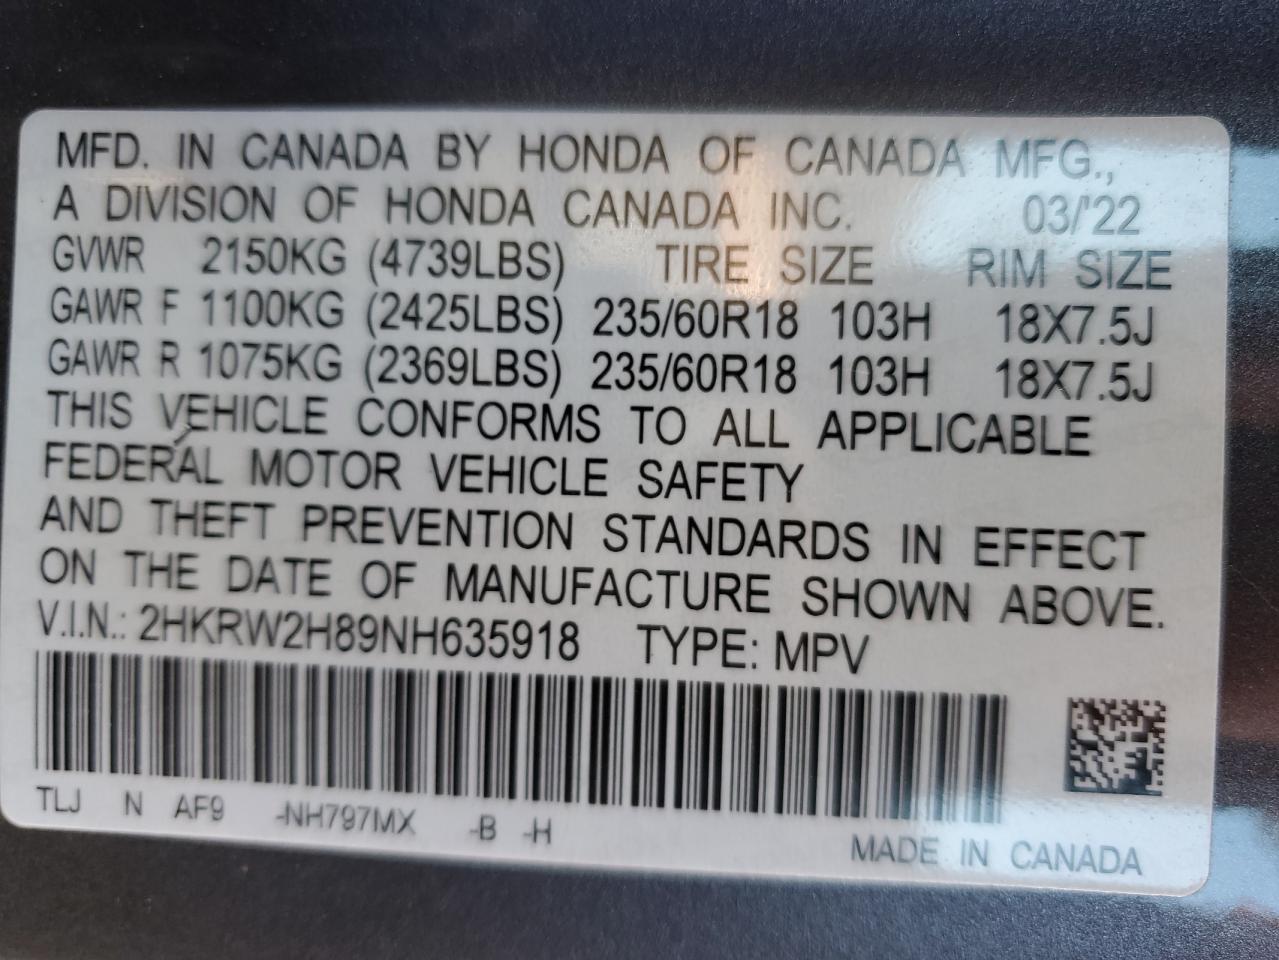 MFD. IN CANADA BY HONDA OF CANADA MFG.,
A DIVISION OF HONDA CANADA INC. 03/'22
GVWR 2150KG (4739LBS) TIRE SIZE RIM SIZE
GAWR F 1100KG (2425LBS) 235/60R18 103H 18X7.5J
GAWR R 1075KG (2369LBS) 235/60R18 103H 18X7.5J
THIS VEHICLE CONFORMS TO ALL APPLICABLE
FEDERAL MOTOR VEHICLE SAFETY
AND THEFT PREVENTION STANDARDS IN EFFECT
ON THE DATE OF MANUFACTURE SHOWN ABOVE.
V.I.N.: 2HKRW2H89NH635918 TYPE: MPV
TLJ N AF9 -NH797MX -B -H
MADE IN CANADA